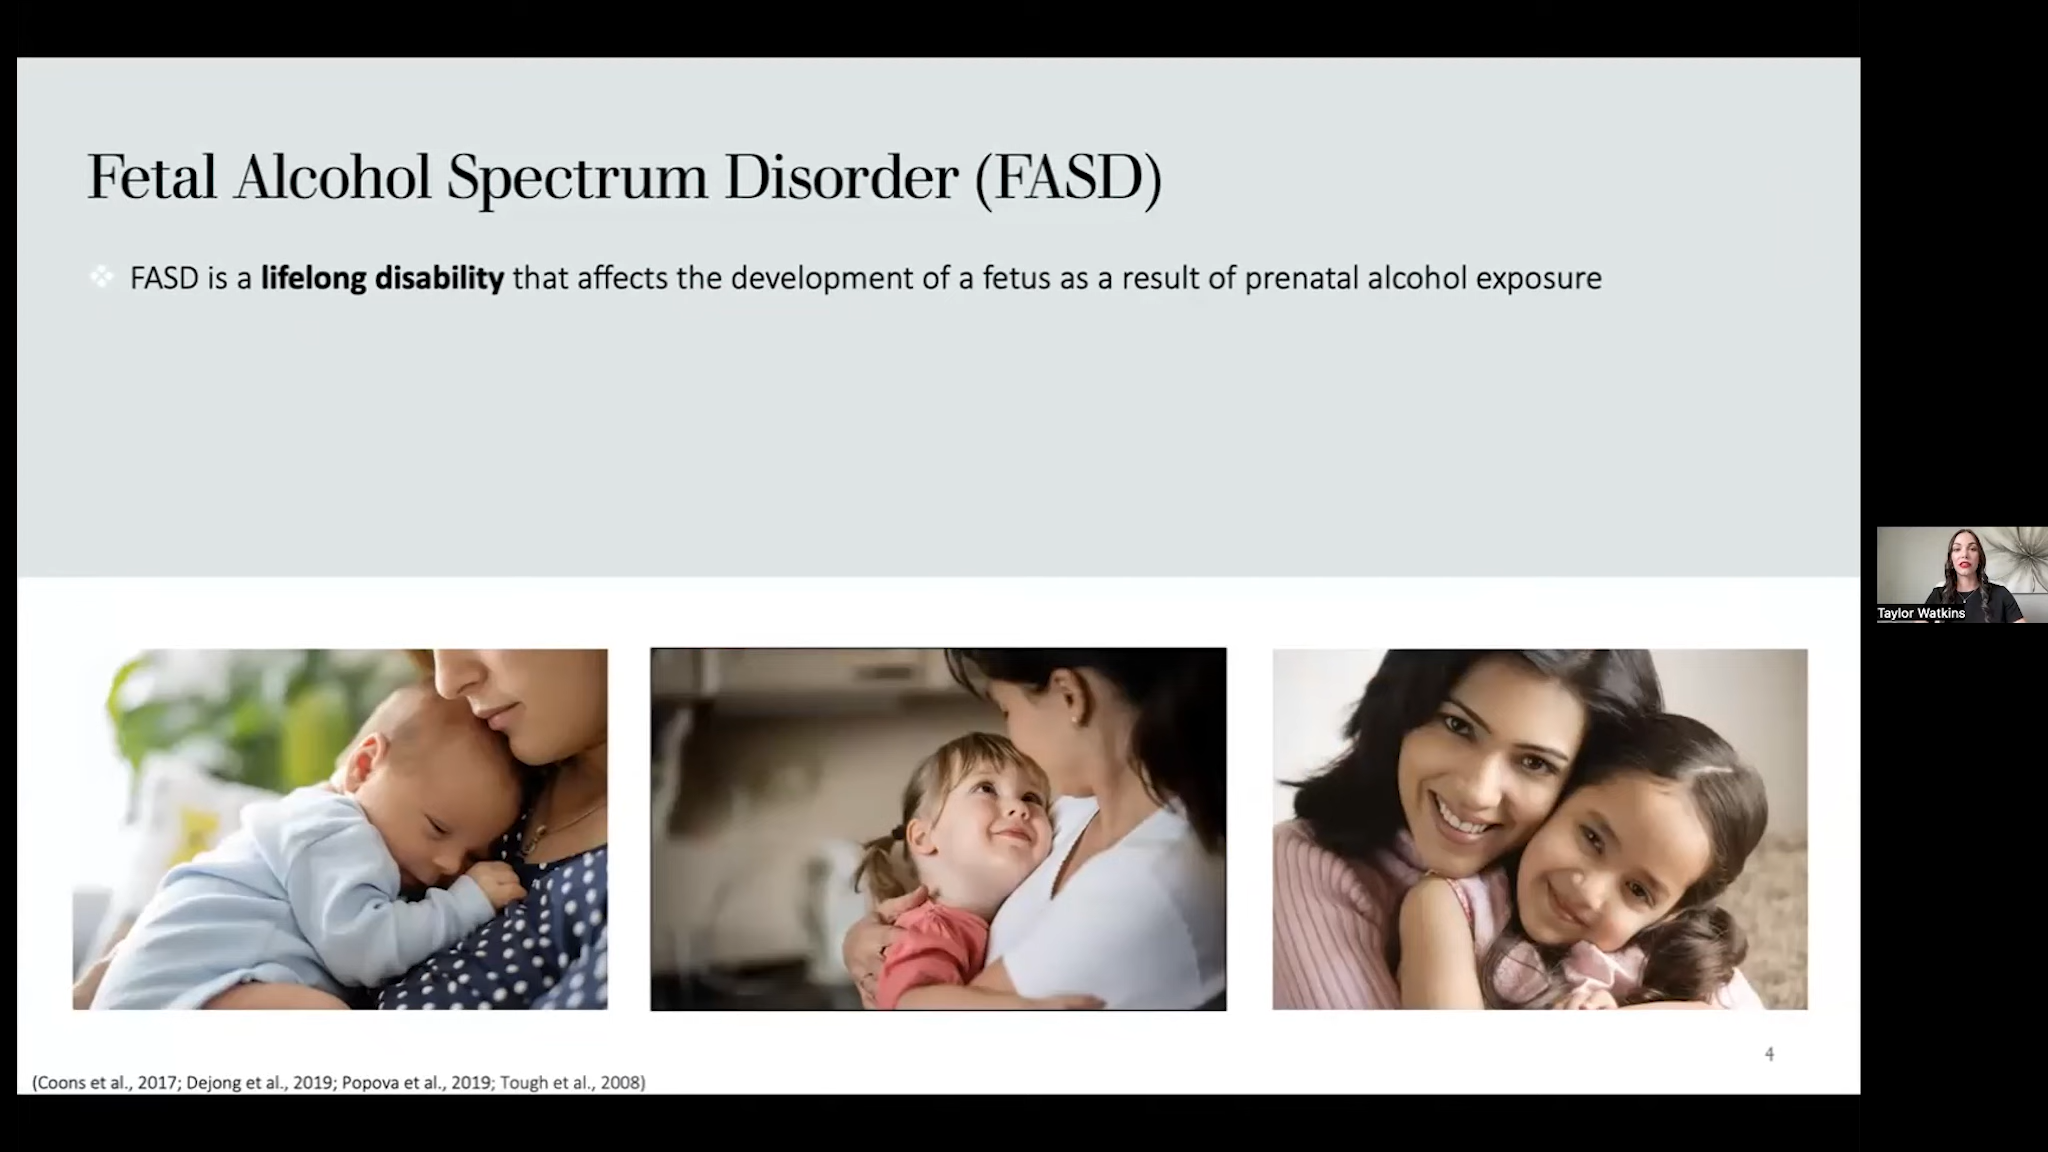 Fetal Alcohol Spectrum Disorder (FASD)
FASD is a lifelong disability that affects the development of a fetus as a result of prenatal alcohol exposure
Taylor Watkins
4
(Coons et al., 2017; Dejong et al., 2019; Popova et al., 2019; Tough et al., 2008)